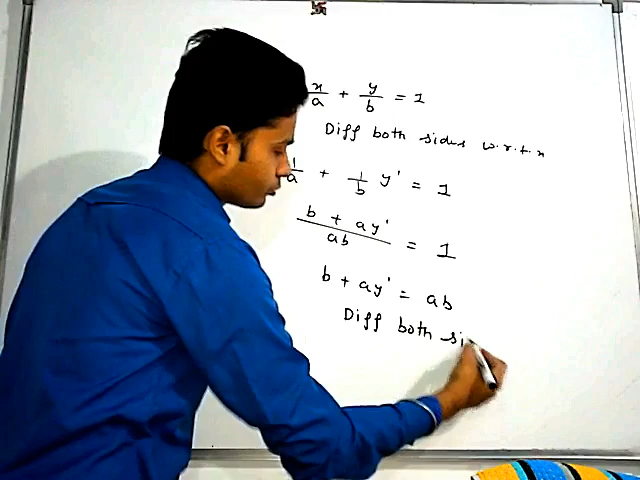 x/a + y/b = 1
Diff both sides w.r.t. x
1/a + 1/b y' = 1
b + ay' / ab = 1
b + ay' = ab
Diff both si